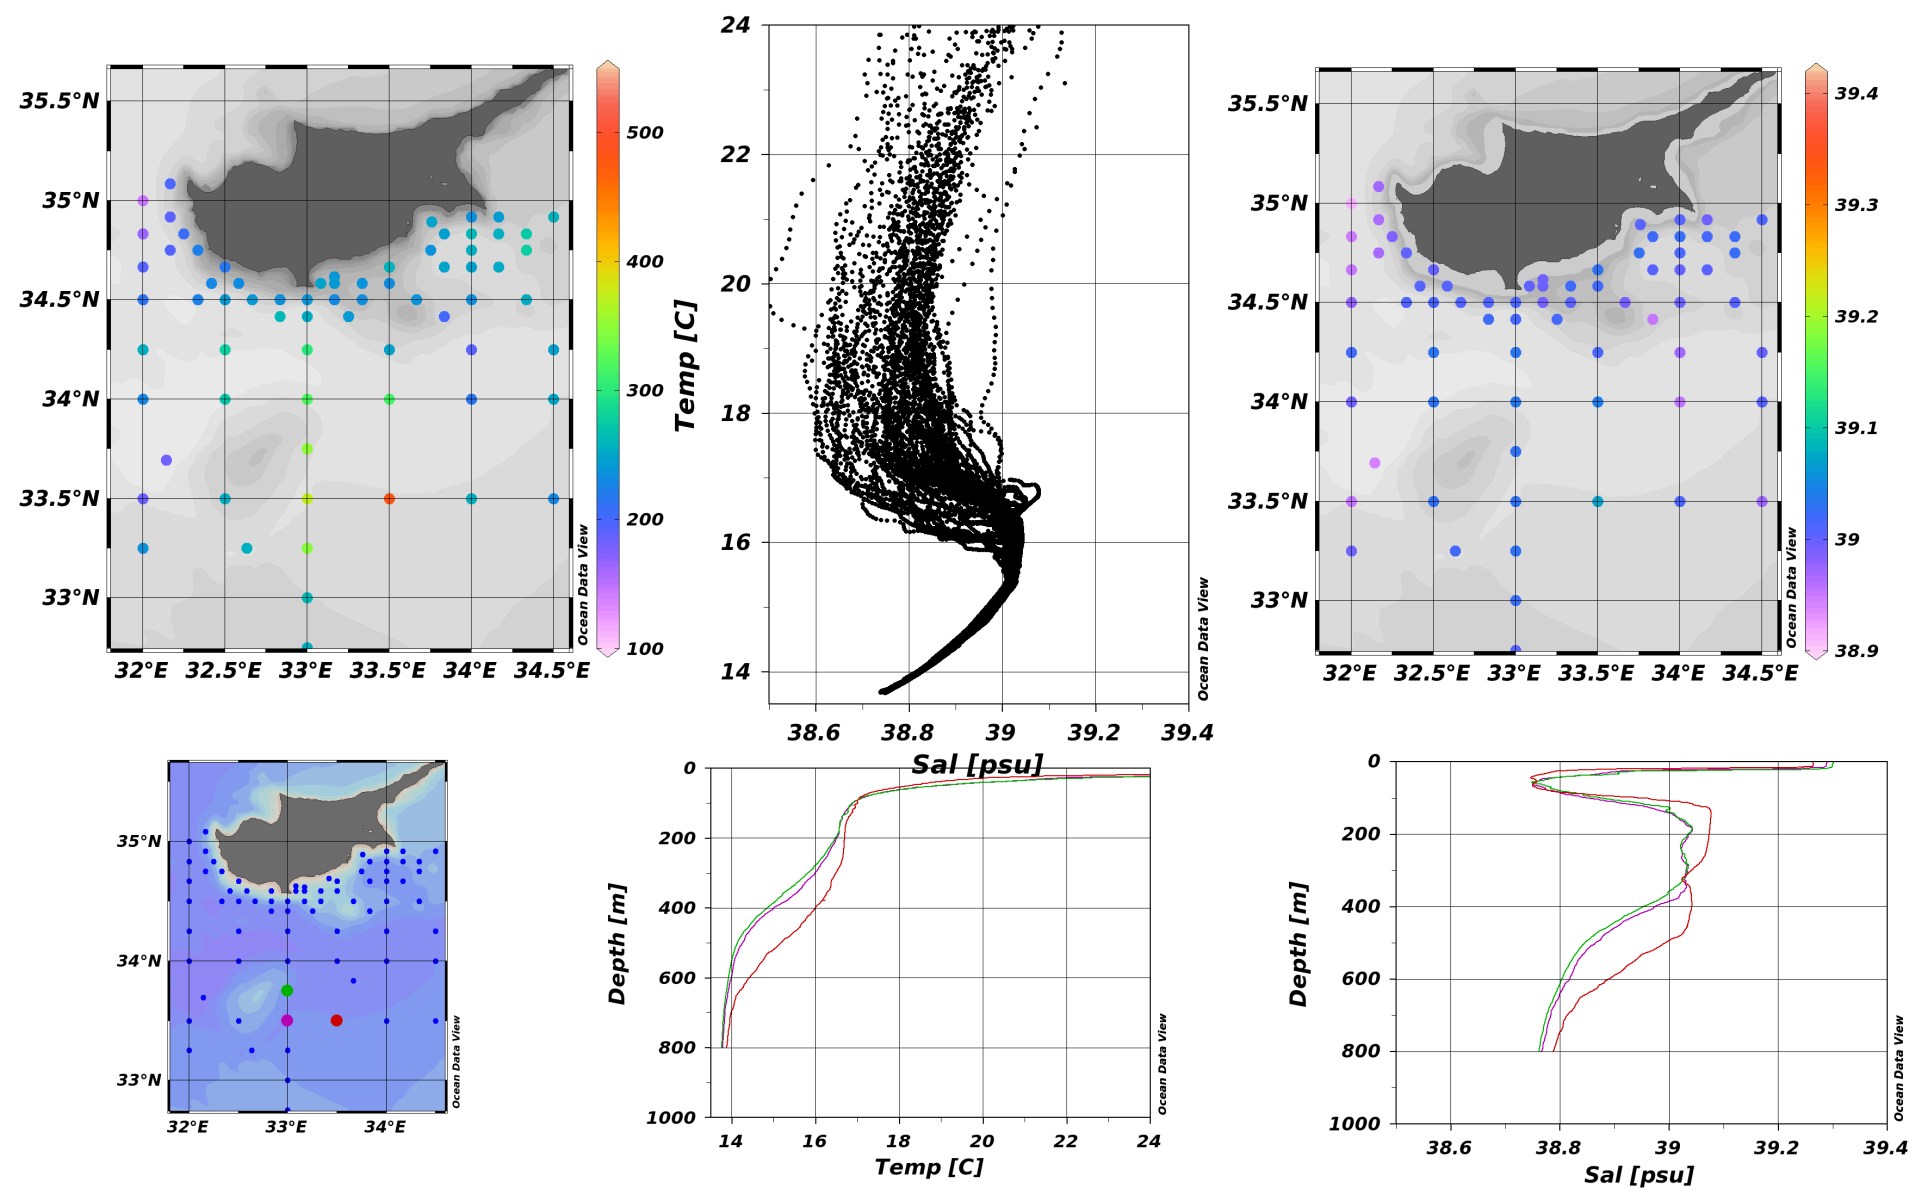 35.5°N
35°N
34.5°N
34°N
33.5°N
33°N
32°E 32.5°E 33°E 33.5°E 34°E 34.5°E
Ocean Data View
500
400
300
200
100
24
22
20
18
16
14
Temp [C]
38.6 38.8 39 39.2 39.4
Sal [psu]
Ocean Data View
35.5°N
35°N
34.5°N
34°N
33.5°N
33°N
32°E 32.5°E 33°E 33.5°E 34°E 34.5°E
Ocean Data View
39.4
39.3
39.2
39.1
39
38.9
35°N
34°N
33°N
32°E 33°E 34°E
Ocean Data View
0
200
400
600
800
1000
Depth [m]
14 16 18 20 22 24
Temp [C]
Ocean Data View
0
200
400
600
800
1000
Depth [m]
38.6 38.8 39 39.2 39.4
Sal [psu]
Ocean Data View